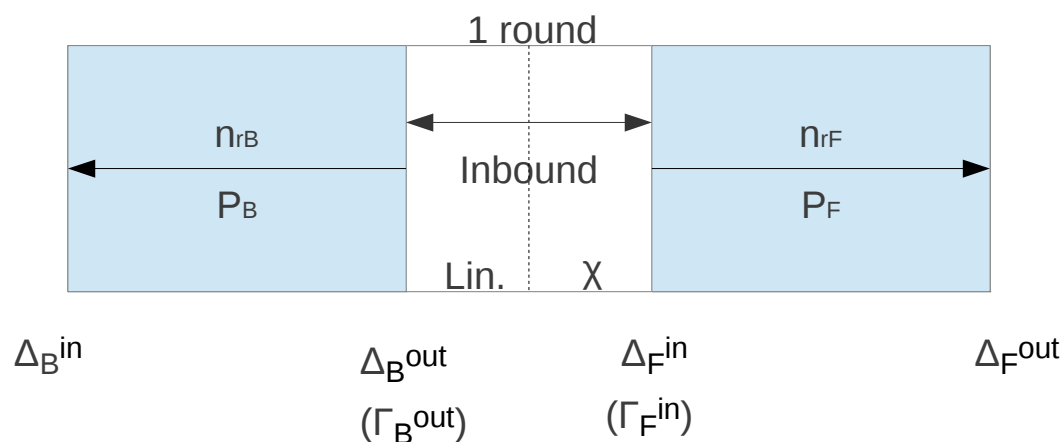 1 round
n_rB
n_rF
Inbound
P_B
P_F
Lin.
χ
Δ_B^in
Δ_B^out
Δ_F^in
Δ_F^out
(Γ_B^out)
(Γ_F^in)